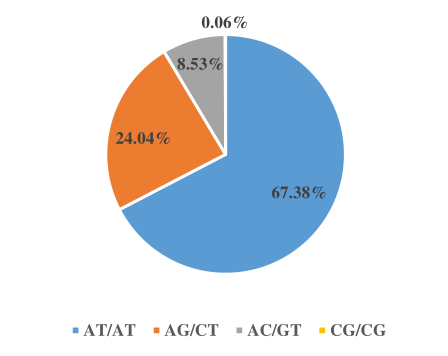 0.06%
8.53%
24.04%
67.38%
AT/AT AG/CT AC/GT CG/CG